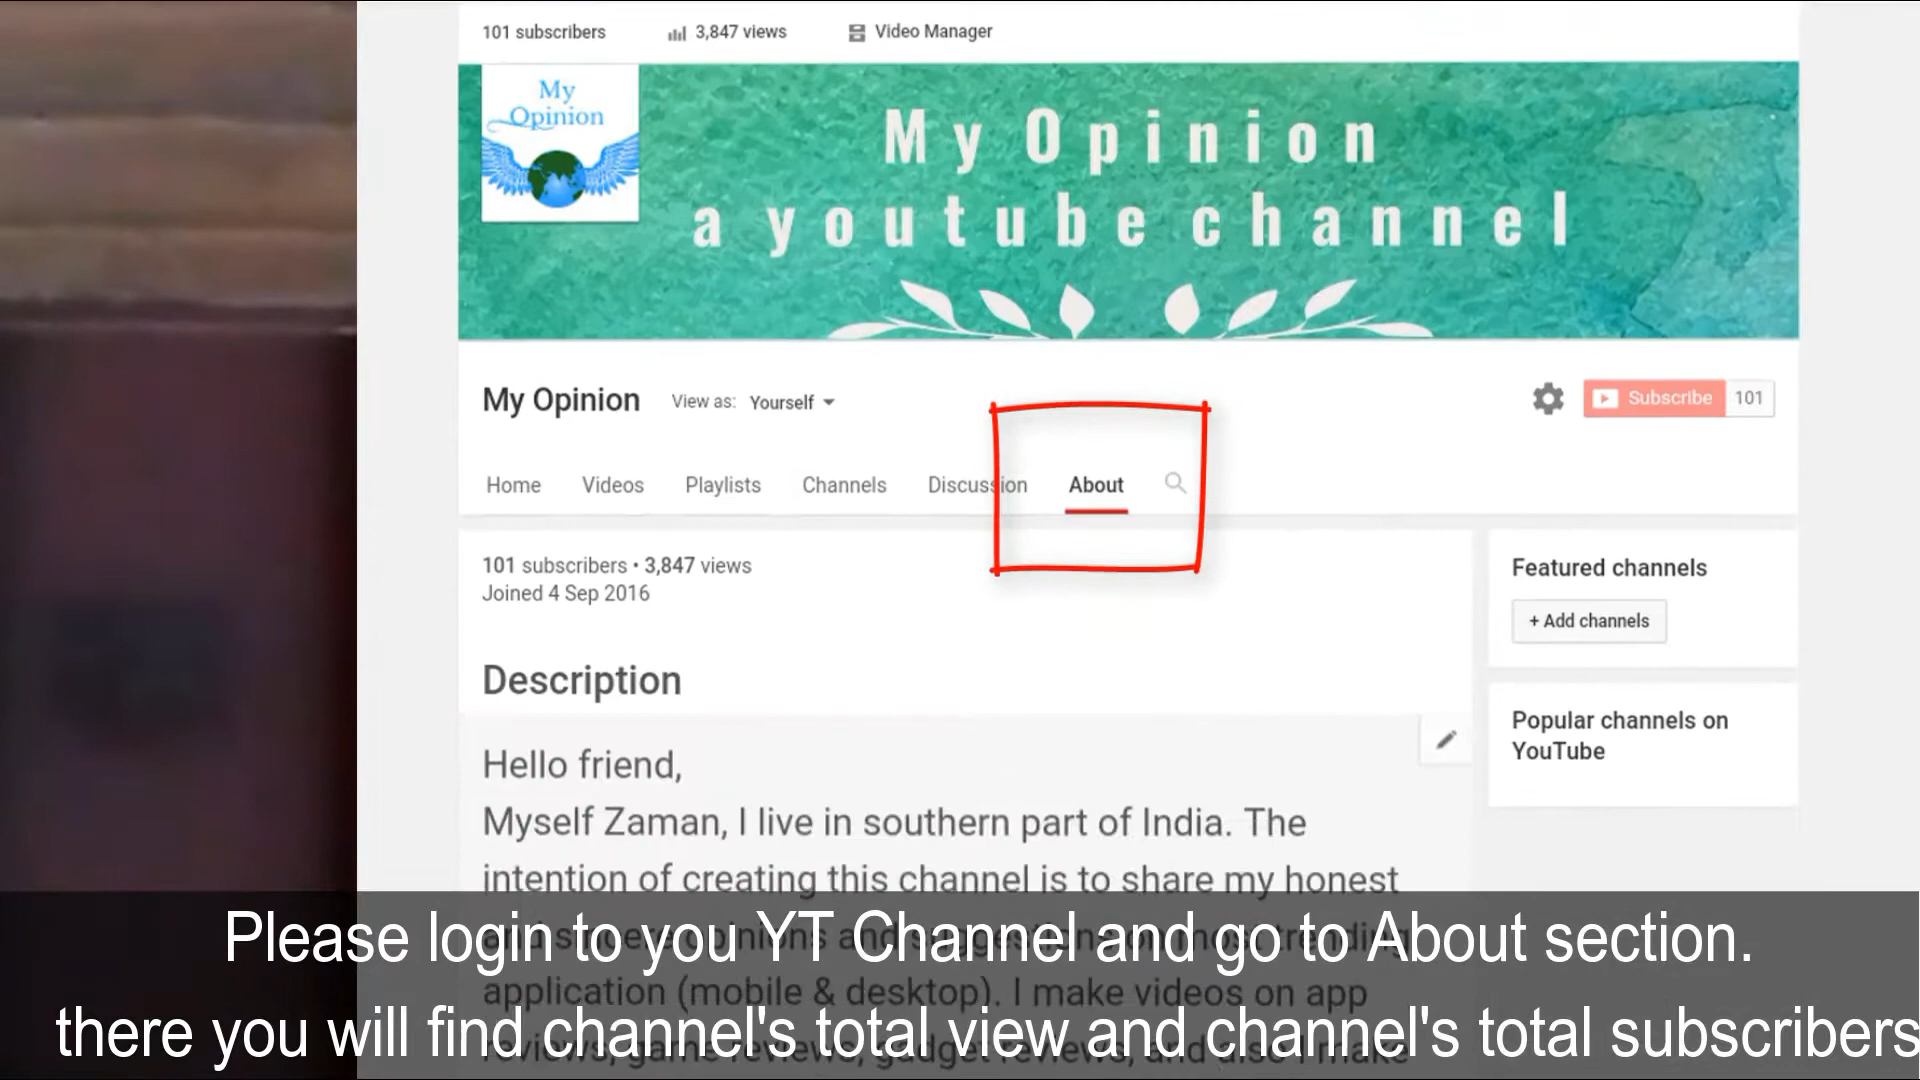 101 subscribers 3,847 views Video Manager
My
Opinion
My Opinion
a youtube channel
My Opinion View as: Yourself Subscribe 101
Home Videos Playlists Channels Discussion About
101 subscribers • 3,847 views
Joined 4 Sep 2016
Featured channels
+ Add channels
Description
Popular channels on
YouTube
Hello friend,
Myself Zaman, I live in southern part of India. The
intention of creating this channel is to share my honest
Please login to you YT Channel and go to About section.
application (mobile & desktop). I make videos on app
there you will find channel's total view and channel's total subscribers